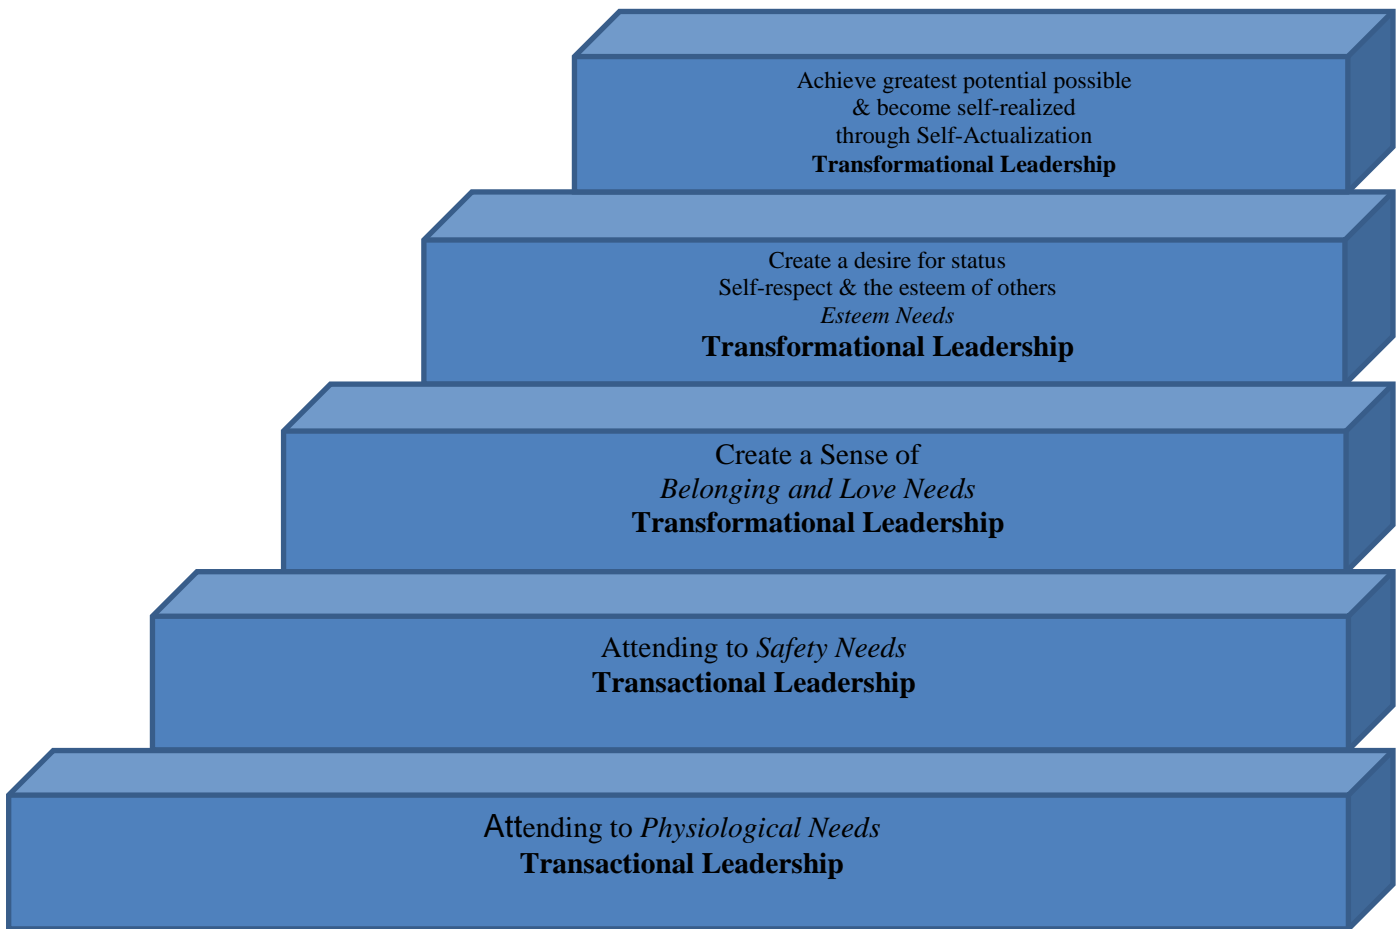 Achieve greatest potential possible
& become self-realized
through Self-Actualization
Transformational Leadership
Create a desire for status
Self-respect & the esteem of others
Esteem Needs
Transformational Leadership
Create a Sense of
Belonging and Love Needs
Transformational Leadership
Attending to Safety Needs
Transactional Leadership
Attending to Physiological Needs
Transactional Leadership